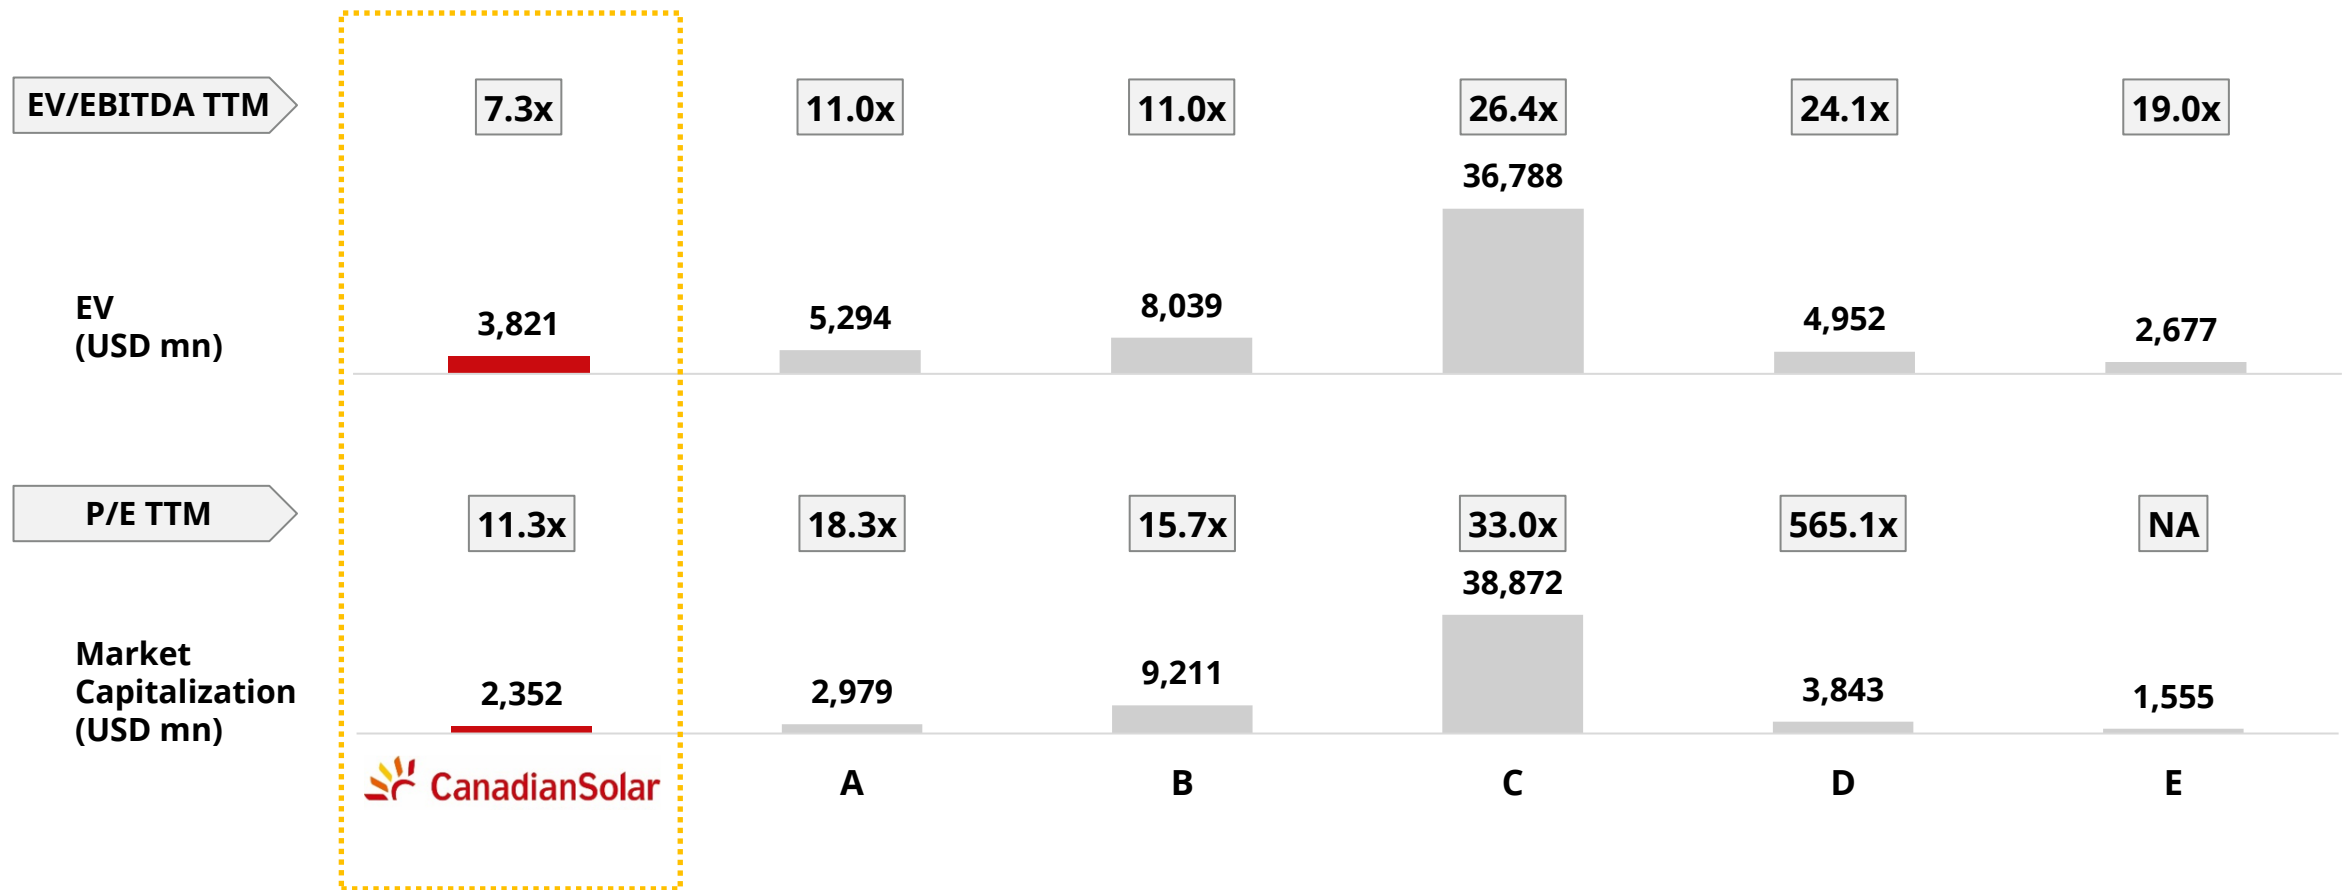 EV/EBITDA TTM
7.3x
11.0x
11.0x
26.4x
24.1x
19.0x
EV
(USD mn)
3,821
5,294
8,039
36,788
4,952
2,677
P/E TTM
11.3x
18.3x
15.7x
33.0x
565.1x
NA
Market
Capitalization
(USD mn)
2,352
2,979
9,211
38,872
3,843
1,555
CanadianSolar
A
B
C
D
E